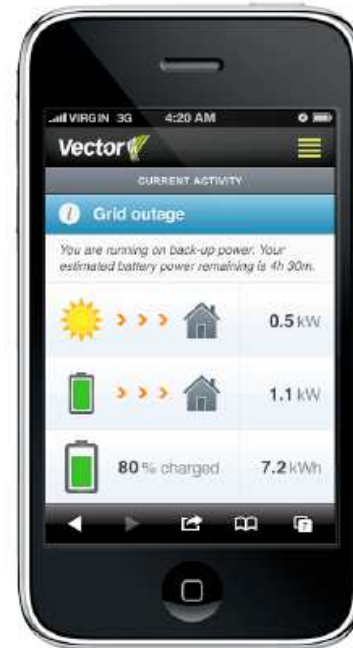 VIRGIN 3G 4:20 AM
Vector
CURRENT ACTIVITY
i Grid outage
You are running on back-up power. Your
estimated battery power remaining is 4h 30m.
0.5 kW
1.1 kW
80 % charged 7.2 kWh